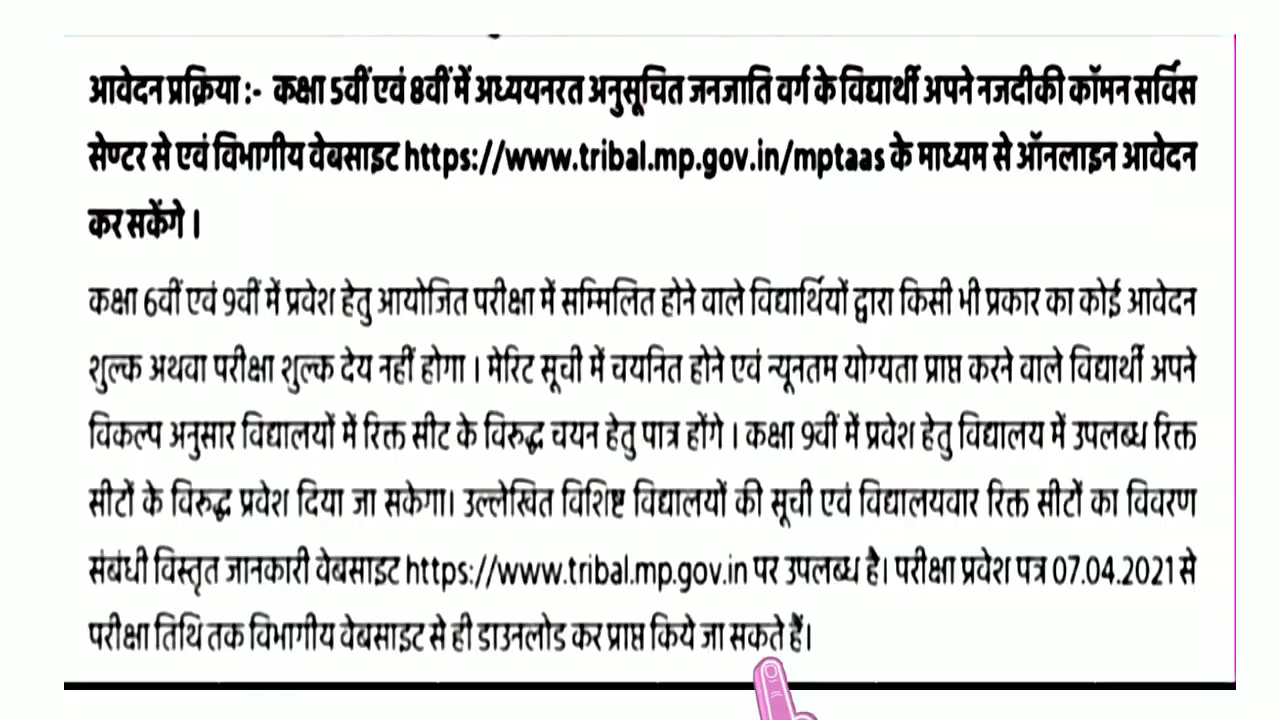 आवेदन प्रक्रिया :- कक्षा 5वीं एवं 8वीं में अध्ययनरत अनुसूचित जनजाति वर्ग के विद्यार्थी अपने नजदीकी कॉमन सर्विस
सेण्टर से एवं विभागीय वेबसाइट https://www.tribal.mp.gov.in/mptaas के माध्यम से ऑनलाइन आवेदन
कर सकेंगे ।
कक्षा 6वीं एवं 9वीं में प्रवेश हेतु आयोजित परीक्षा में सम्मिलित होने वाले विद्यार्थियों द्वारा किसी भी प्रकार का कोई आवेदन
शुल्क अथवा परीक्षा शुल्क देय नहीं होगा । मेरिट सूची में चयनित होने एवं न्यूनतम योग्यता प्राप्त करने वाले विद्यार्थी अपने
विकल्प अनुसार विद्यालयों में रिक्त सीट के विरुद्ध चयन हेतु पात्र होंगे । कक्षा 9वीं में प्रवेश हेतु विद्यालय में उपलब्ध रिक्त
सीटों के विरुद्ध प्रवेश दिया जा सकेगा। उल्लेखित विशिष्ट विद्यालयों की सूची एवं विद्यालयवार रिक्त सीटों का विवरण
संबंधी विस्तृत जानकारी वेबसाइट https://www.tribal.mp.gov.in पर उपलब्ध है। परीक्षा प्रवेश पत्र 07.04.2021 से
परीक्षा तिथि तक विभागीय वेबसाइट से ही डाउनलोड कर प्राप्त किये जा सकते हैं।